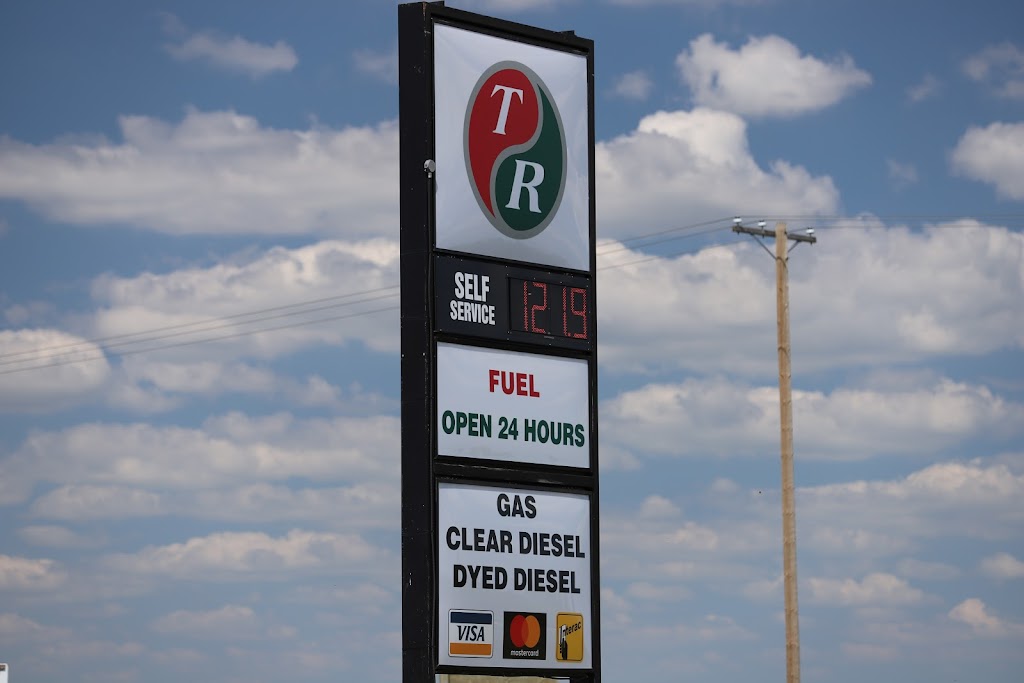 T
R
SELF
SERVICE
121.9
FUEL
OPEN 24 HOURS
GAS
CLEAR DIESEL
DYED DIESEL
VISA
mastercard
Interac